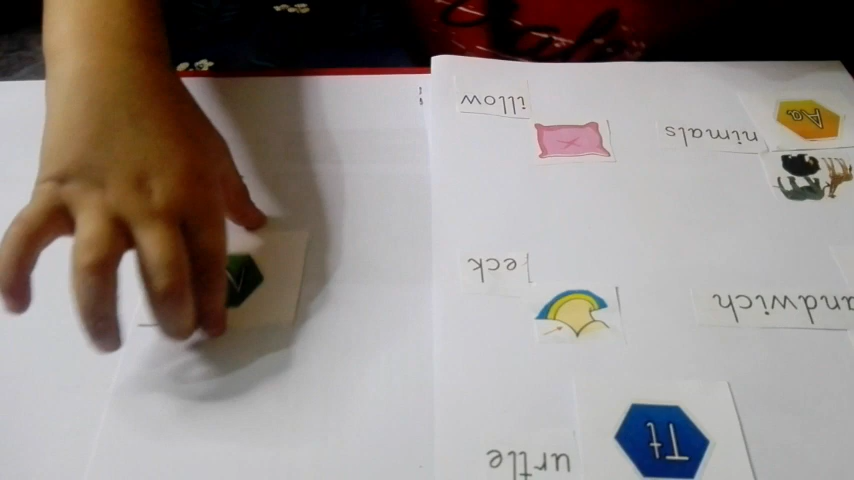 Tt
urtle
andwich
eck
Aa
nimals
illow